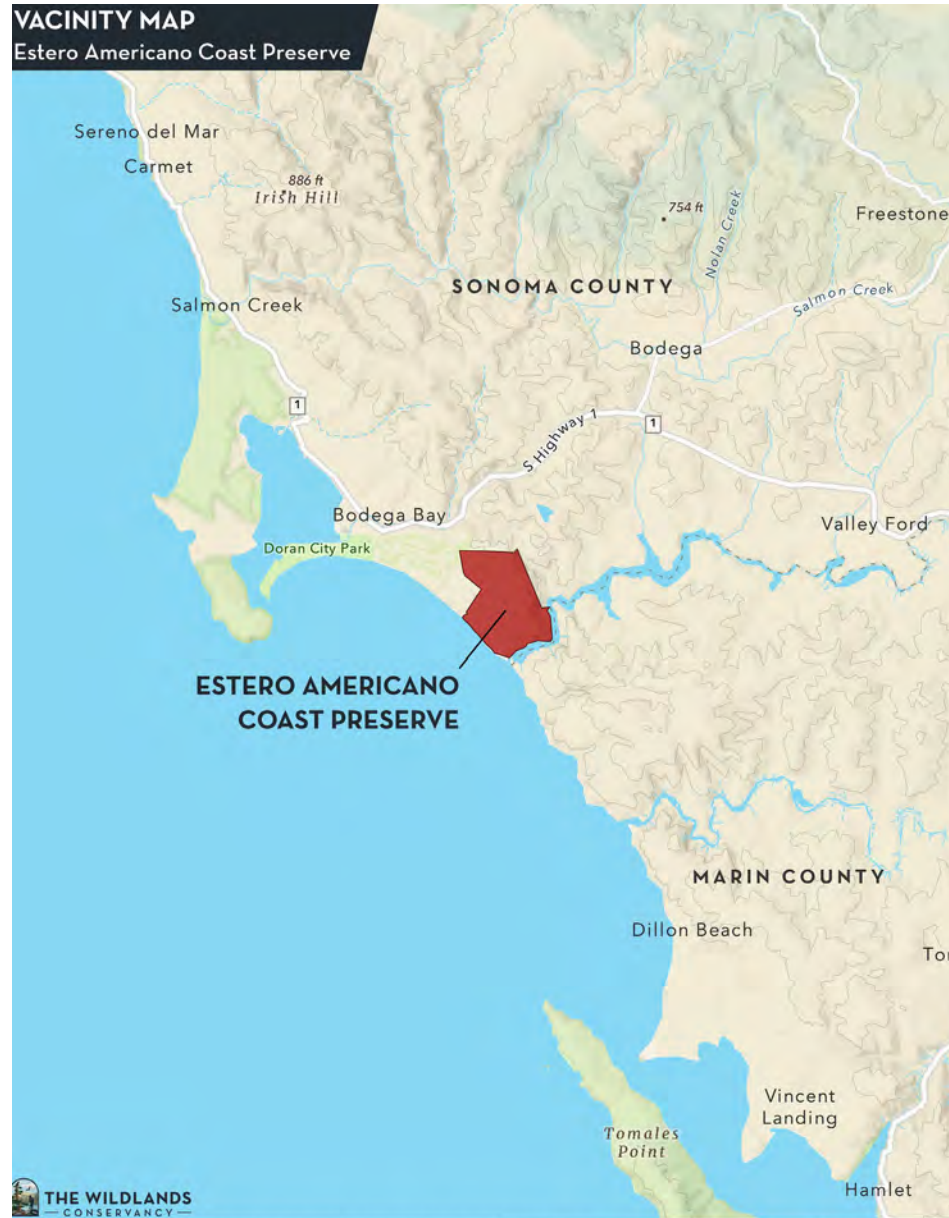 VACINITY MAP
Estero Americano Coast Preserve
Sereno del Mar
Carmet
886 ft
Irish Hill
754 ft
Nolan Creek
Freestone
SONOMA COUNTY
Salmon Creek
Salmon Creek
Bodega
1
S Highway 1
1
Bodega Bay
Valley Ford
Doran City Park
ESTERO AMERICANO
COAST PRESERVE
MARIN COUNTY
Dillon Beach
To
Vincent
Landing
Tomales
Point
Hamlet
THE WILDLANDS
CONSERVANCY